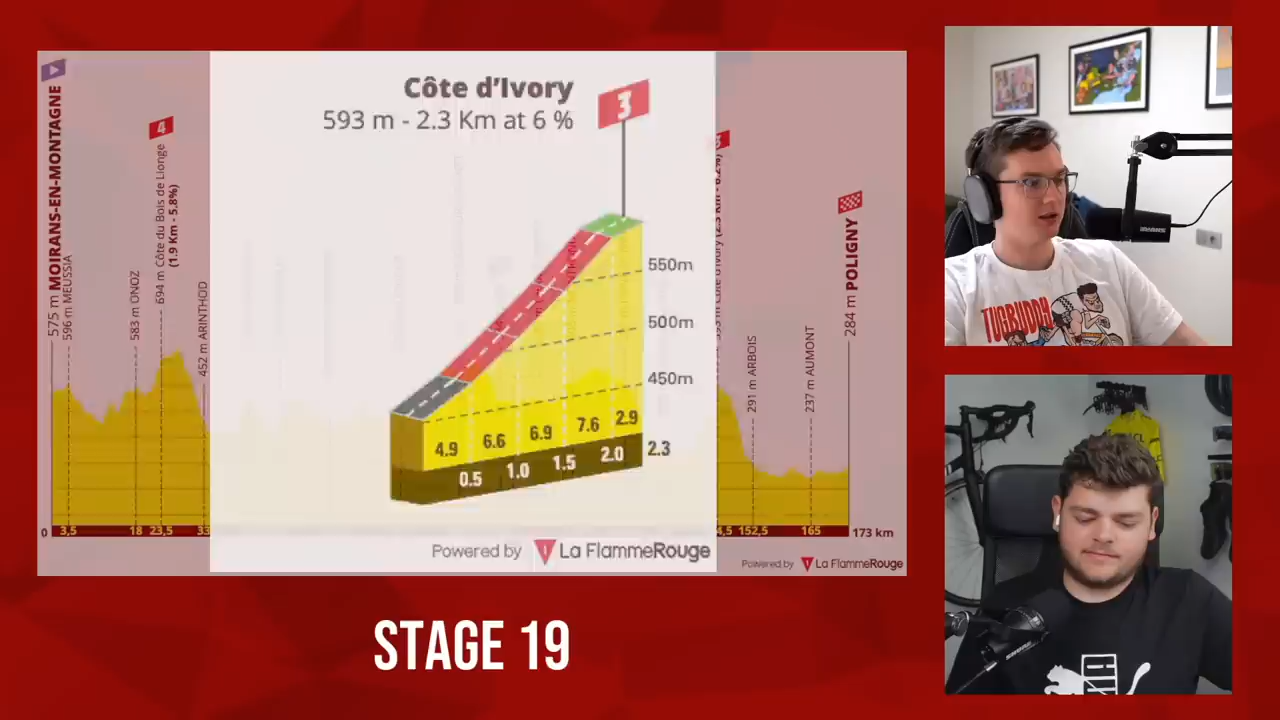 Côte d'Ivory
593 m - 2.3 Km at 6 %
3
550m
500m
450m
4.9 6.6 6.9 7.6 2.9
0.5 1.0 1.5 2.0 2.3
Powered by La FlammeRouge
575 m MOIRANS-EN-MONTAGNE
596 m MEUSSIA
583 m ONOZ
4
694 m Côte du Bois de Lionge
(1.9 Km - 5.8%)
452 m ARINTHOD
291 m ARBOIS
237 m AUMONT
284 m POLIGNY
0 3,5 18 23,5 33
152,5 165 173 km
Powered by La FlammeRouge
STAGE 19
TUGBUDDY